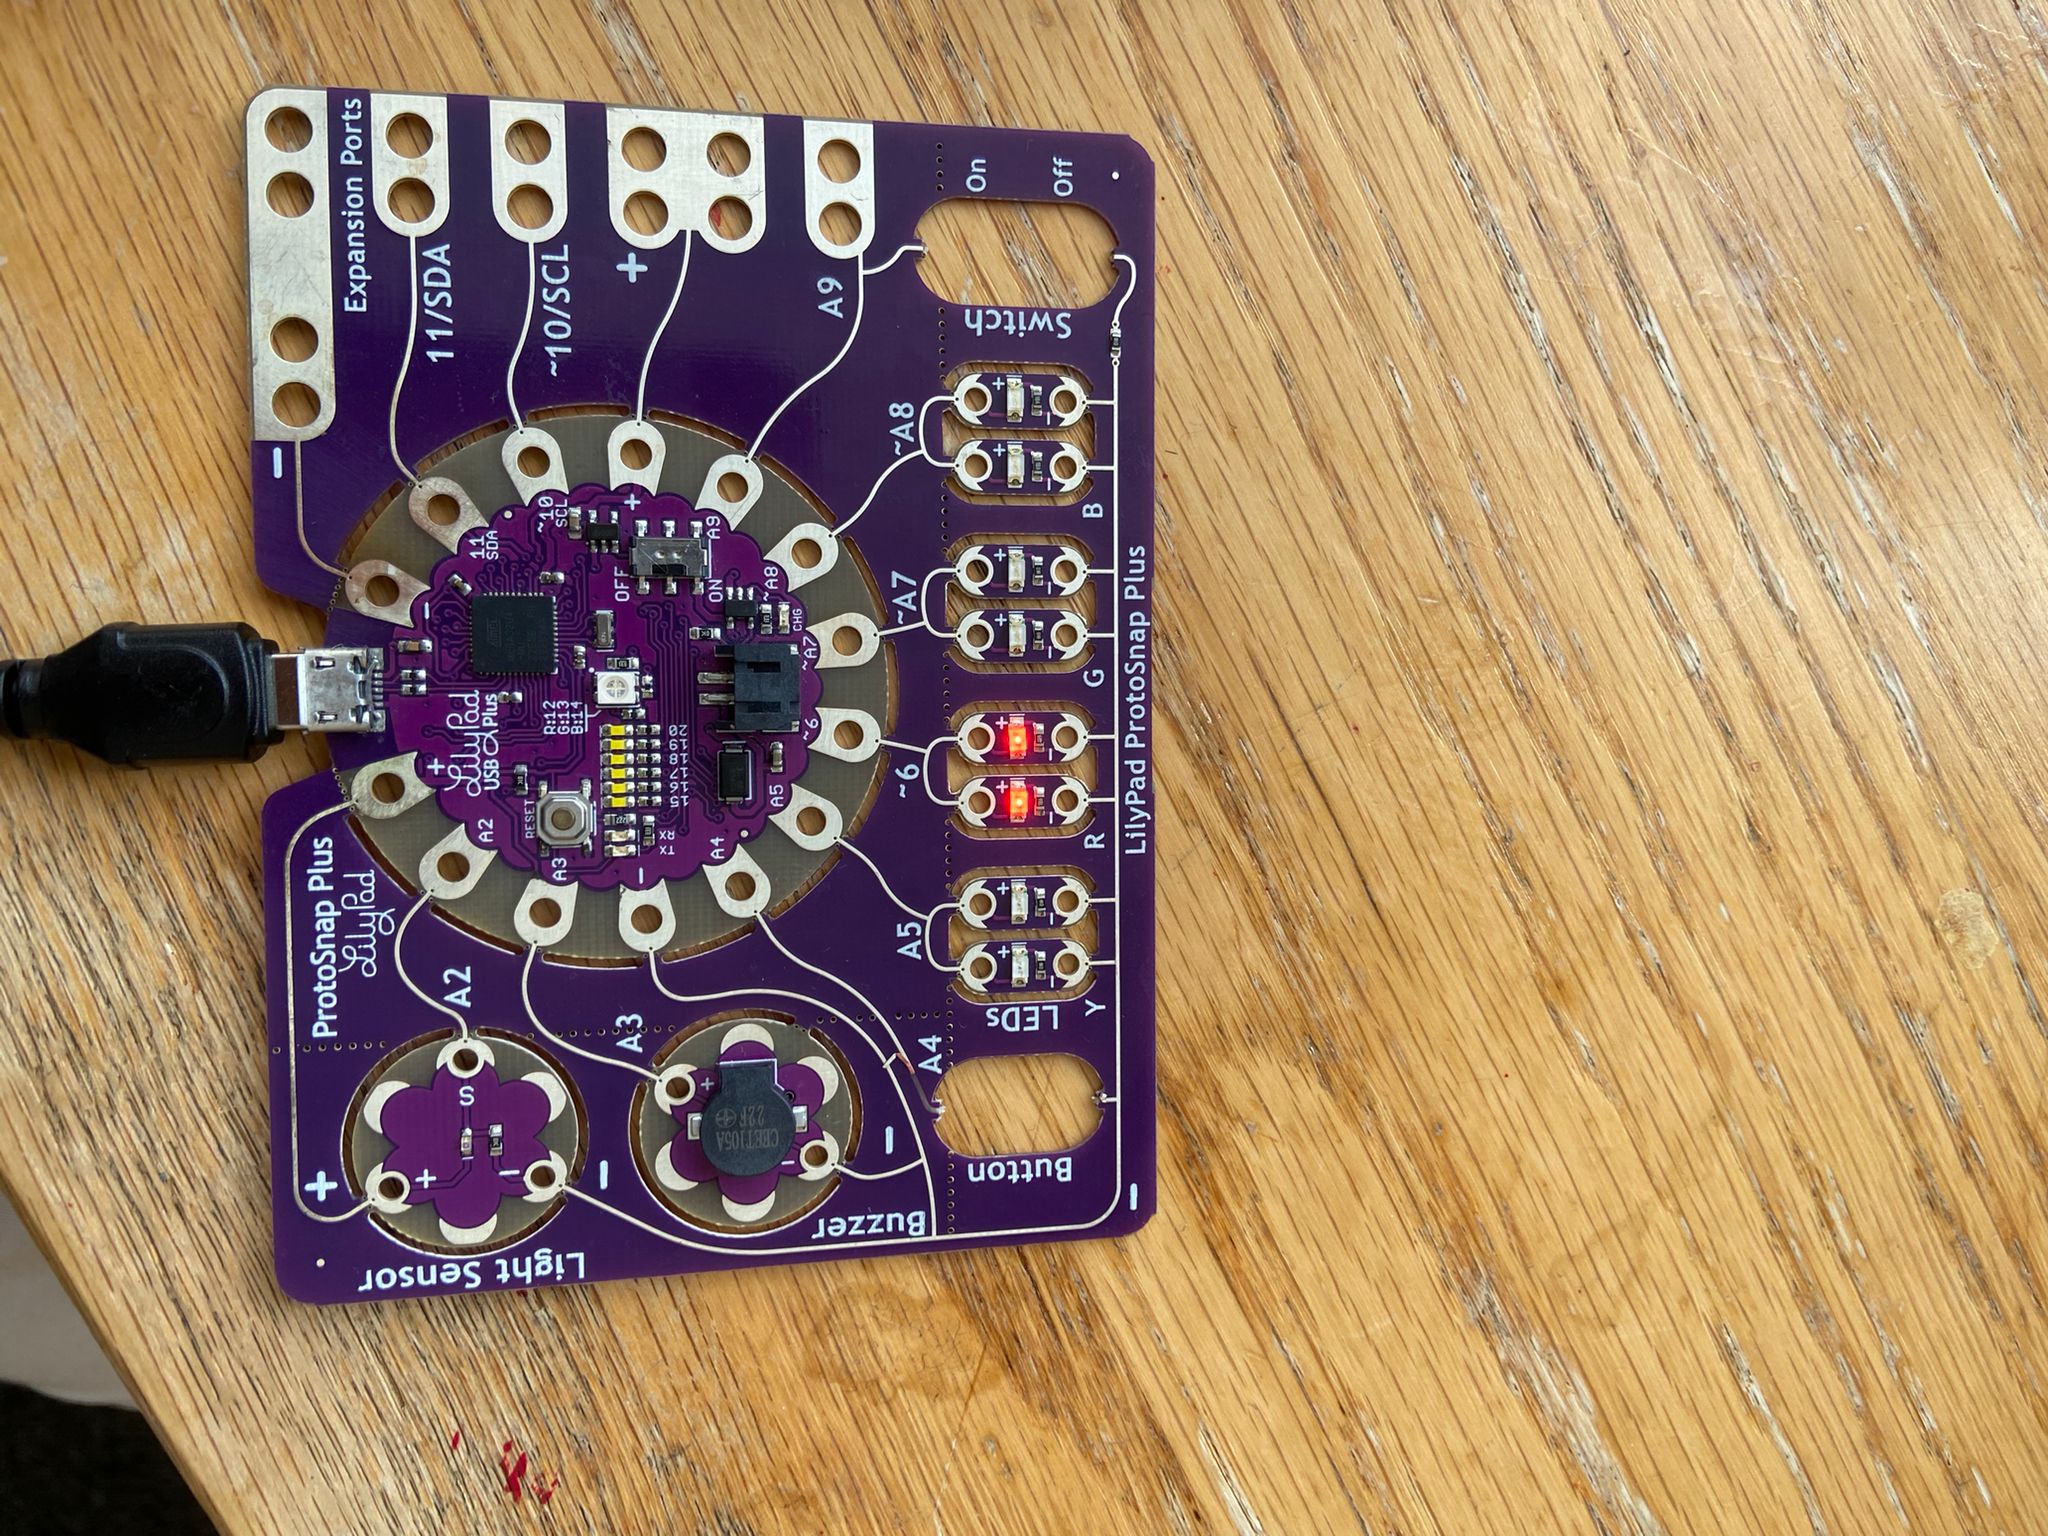 Expansion Ports
-
11/SDA
~10/SCL
+
A9
On
Off
Switch
~A8
B
~A7
G
~6
R
A5
Y
LEDs
LilyPad ProtoSnap Plus
ProtoSnap Plus
LilyPad
A2
A3
A4
Button
-
+
-
-
Light Sensor
Buzzer
S
+
-
+
-
CBET105A
22F
-
11
SDA
~10
SCL
+
A9
OFF
ON
~A8
CHG
~A7
~6
A5
A4
-
A3
A2
+
LilyPad
USB Plus
R:12
G:13
B:14
RESET
20
19
18
17
16
15
RX
TX